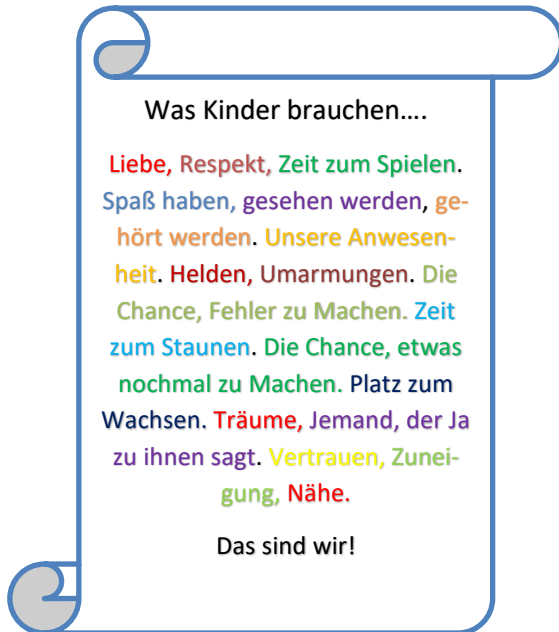 Was Kinder brauchen….
Liebe, Respekt, Zeit zum Spielen.
Spaß haben, gesehen werden, ge-
hört werden. Unsere Anwesen-
heit. Helden, Umarmungen. Die
Chance, Fehler zu Machen. Zeit
zum Staunen. Die Chance, etwas
nochmal zu Machen. Platz zum
Wachsen. Träume, Jemand, der Ja
zu ihnen sagt. Vertrauen, Zunei-
gung, Nähe.
Das sind wir!